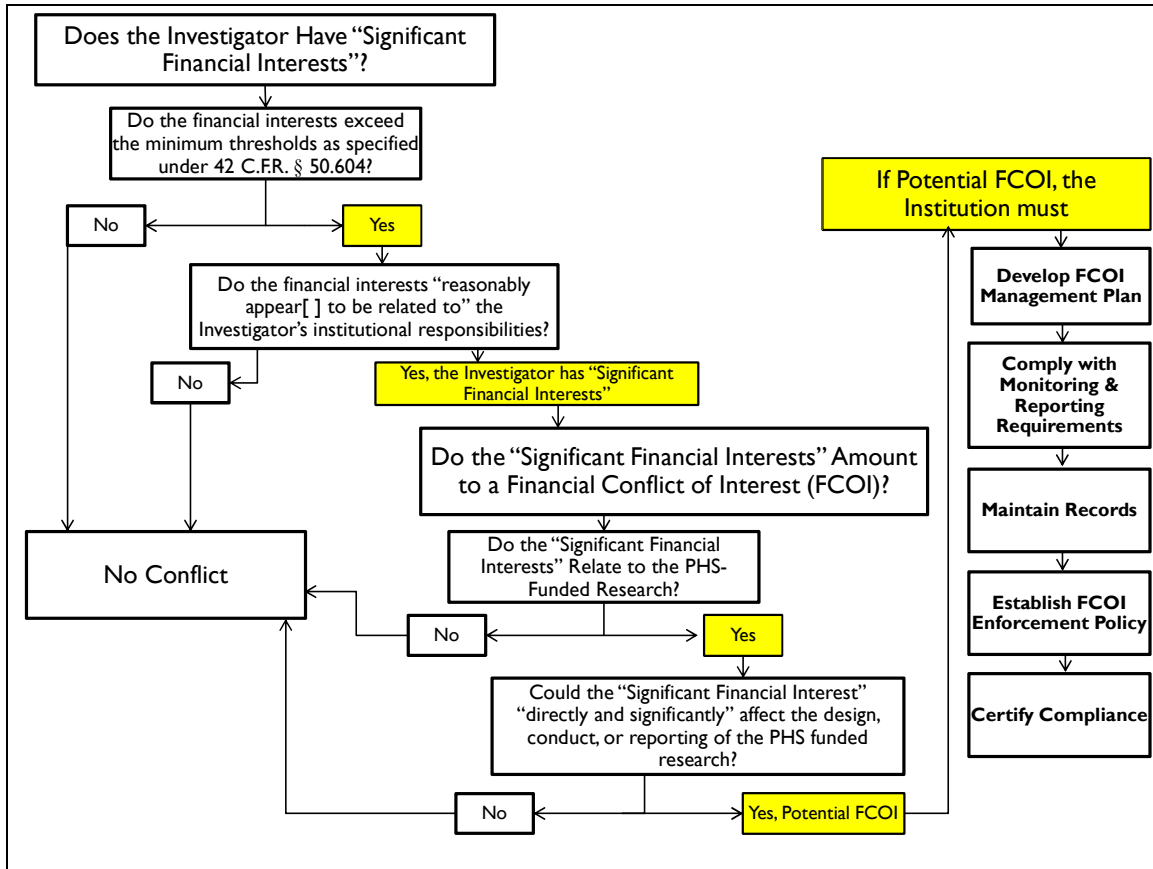 Does the Investigator Have “Significant
Financial Interests”?
Do the financial interests exceed
the minimum thresholds as specified
under 42 C.F.R. § 50.604?
No
Yes
Do the financial interests “reasonably
appear[ ] to be related to” the
Investigator’s institutional responsibilities?
No
Yes, the Investigator has “Significant
Financial Interests”
Do the “Significant Financial Interests” Amount
to a Financial Conflict of Interest (FCOI)?
No Conflict
Do the “Significant Financial
Interests” Relate to the PHS-
Funded Research?
No
Yes
Could the “Significant Financial Interest”
“directly and significantly” affect the design,
conduct, or reporting of the PHS funded
research?
No
Yes, Potential FCOI
If Potential FCOI, the
Institution must
Develop FCOI
Management Plan
Comply with
Monitoring &
Reporting
Requirements
Maintain Records
Establish FCOI
Enforcement Policy
Certify Compliance